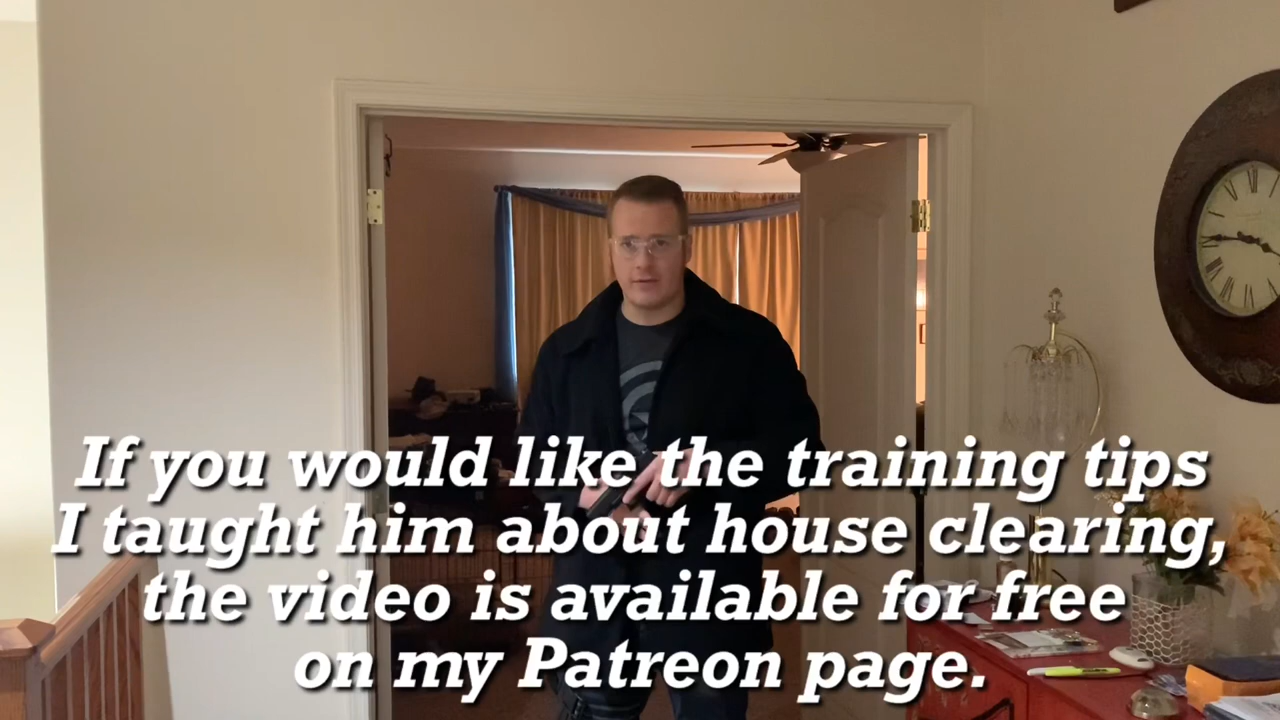 If you would like the training tips
I taught him about house clearing,
the video is available for free
on my Patreon page.